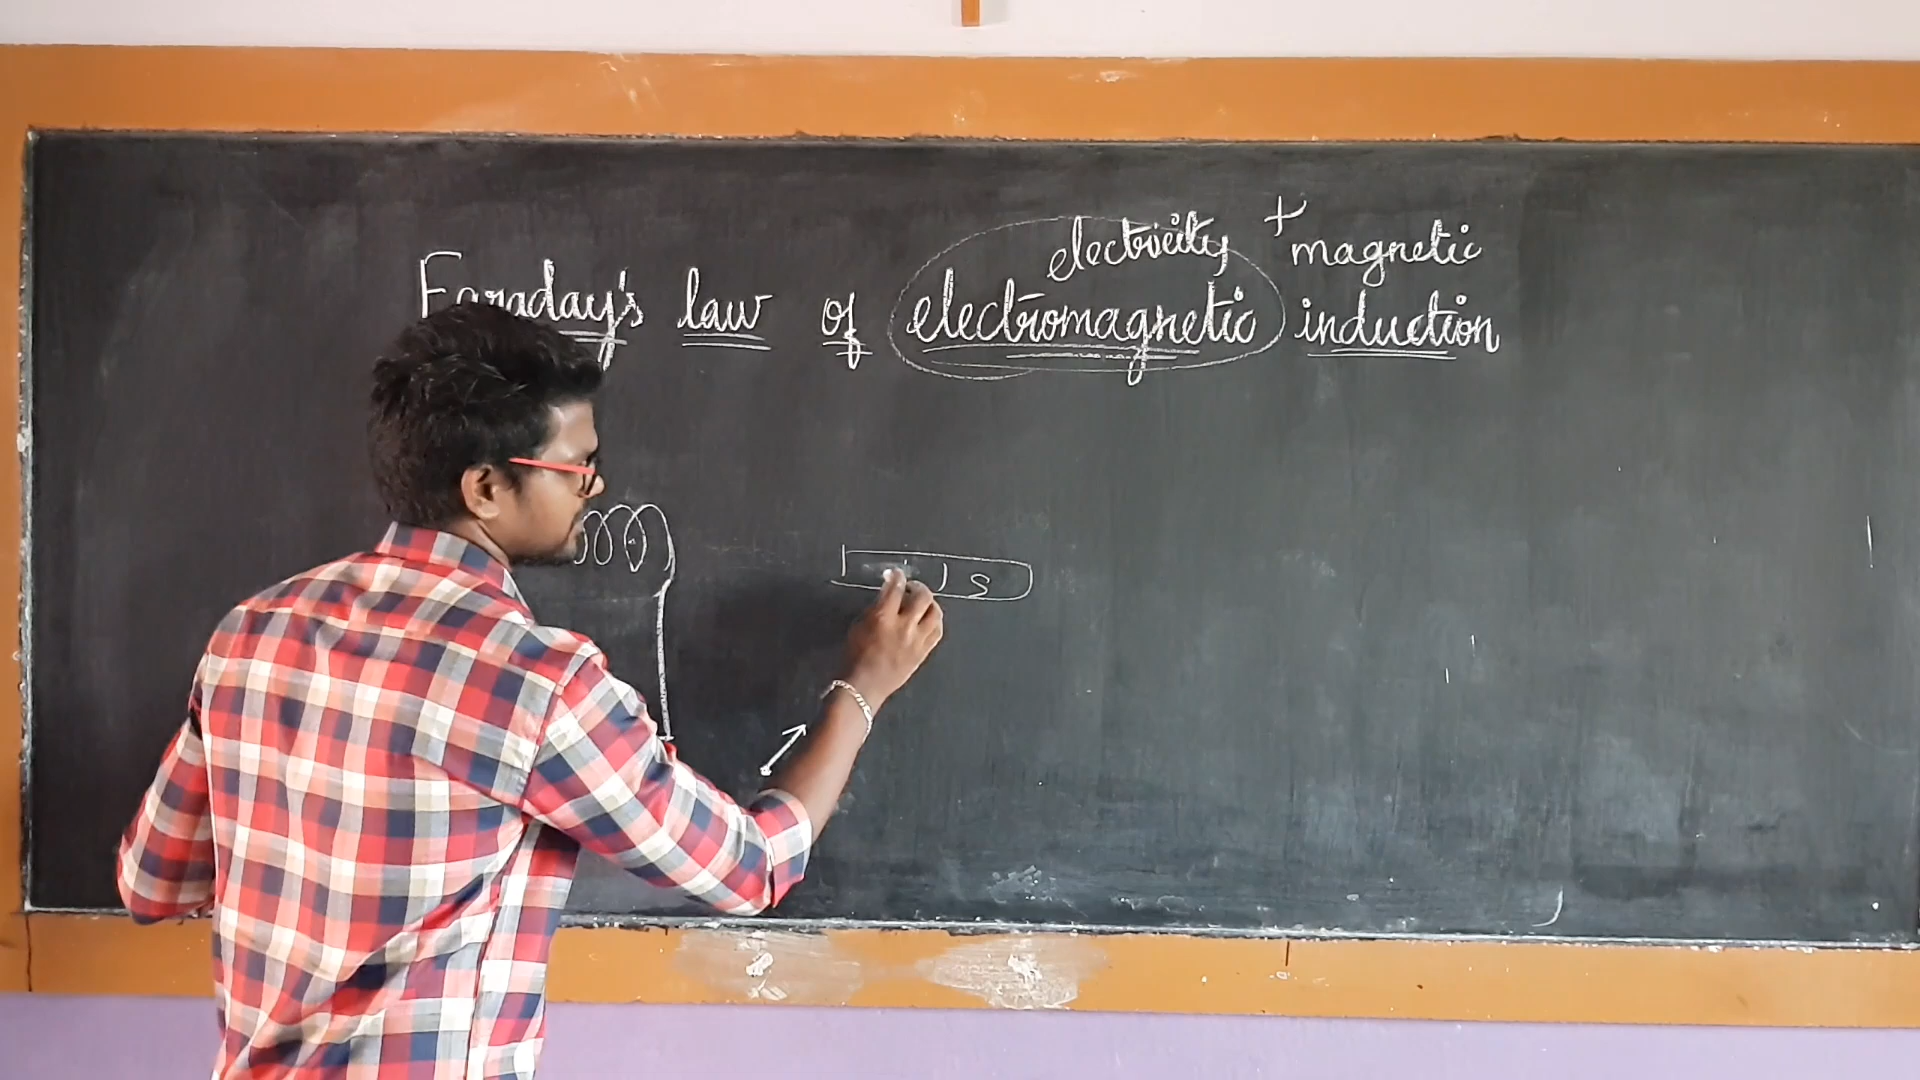 electricity + magnetic
Faraday's law of electromagnetic induction
S